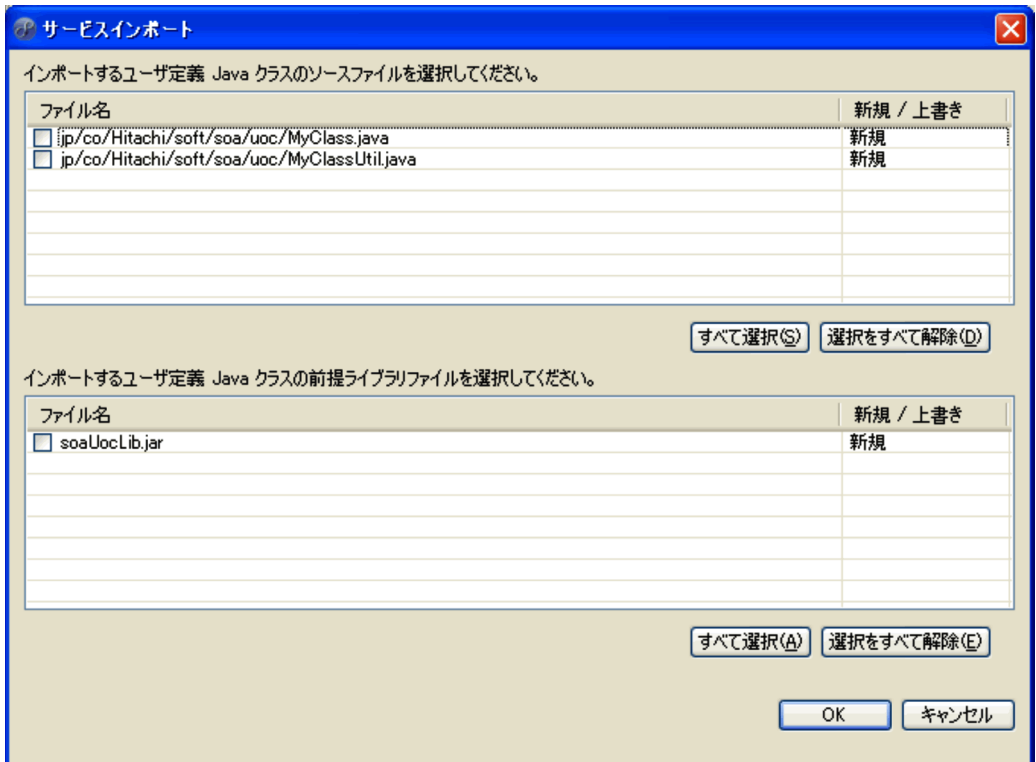 サービスインポート
インポートするユーザ定義 Java クラスのソースファイルを選択してください。
ファイル名 新規 / 上書き
jp/co/Hitachi/soft/soa/uoc/MyClass.java 新規
jp/co/Hitachi/soft/soa/uoc/MyClassUtil.java 新規
すべて選択(S) 選択をすべて解除(D)
インポートするユーザ定義 Java クラスの前提ライブラリファイルを選択してください。
ファイル名 新規 / 上書き
soaUocLib.jar 新規
すべて選択(A) 選択をすべて解除(E)
OK キャンセル